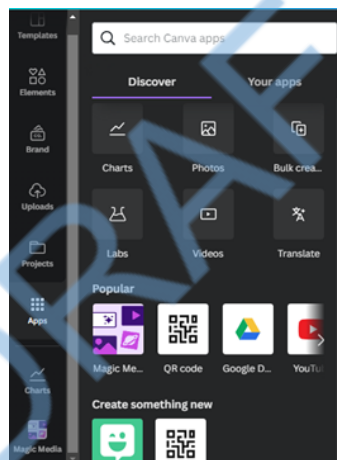 Templates
Search Canva apps
Discover Your apps
Elements
Brand
Charts Photos Bulk crea...
Uploads
Labs Videos Translate
Projects
Popular
Apps
Magic Me... QR code Google D... YouTu
Charts
Create something new
Magic Media
DRAF